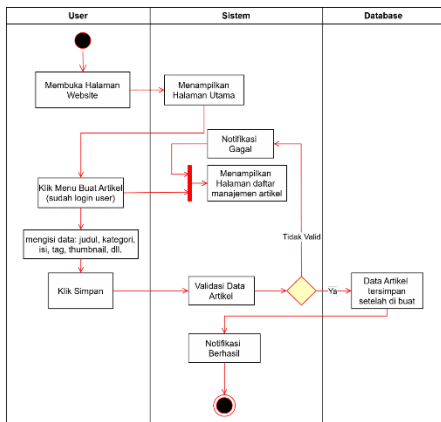 User
Sistem
Database
Membuka Halaman
Website
Menampilkan
Halaman Utama
Notifikasi
Gagal
Klik Menu Buat Artikel
(sudah login user)
Menampilkan
Halaman daftar
manajemen artikel
Tidak Valid
mengisi data: judul, kategori,
isi, tag, thumbnail, dll.
Klik Simpan
Validasi Data
Artikel
Ya
Data Artikel
tersimpan
setelah di buat
Notifikasi
Berhasil